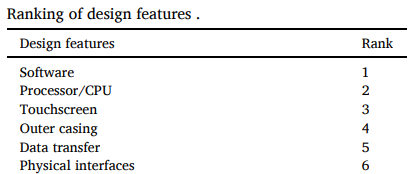 Ranking of design features .
Design features Rank
Software 1
Processor/CPU 2
Touchscreen 3
Outer casing 4
Data transfer 5
Physical interfaces 6